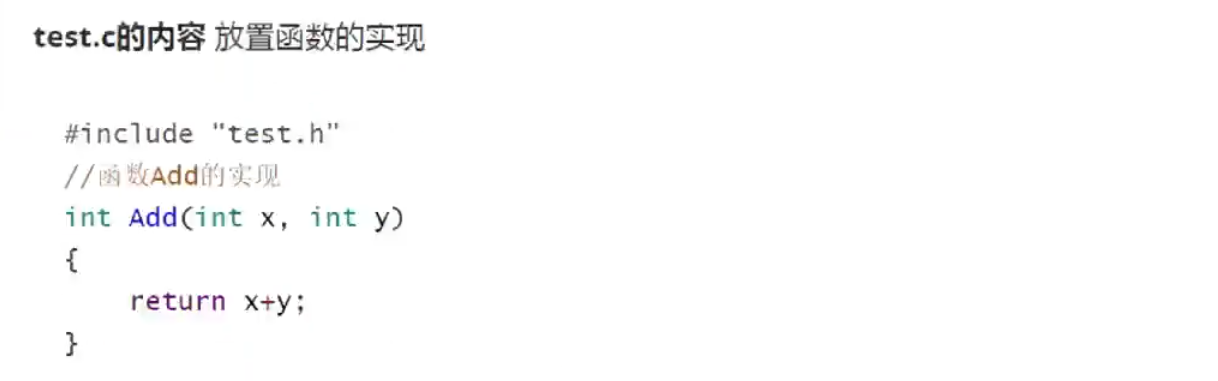 test.c的内容 放置函数的实现
#include "test.h"
//函数Add的实现
int Add(int x, int y)
{
    return x+y;
}